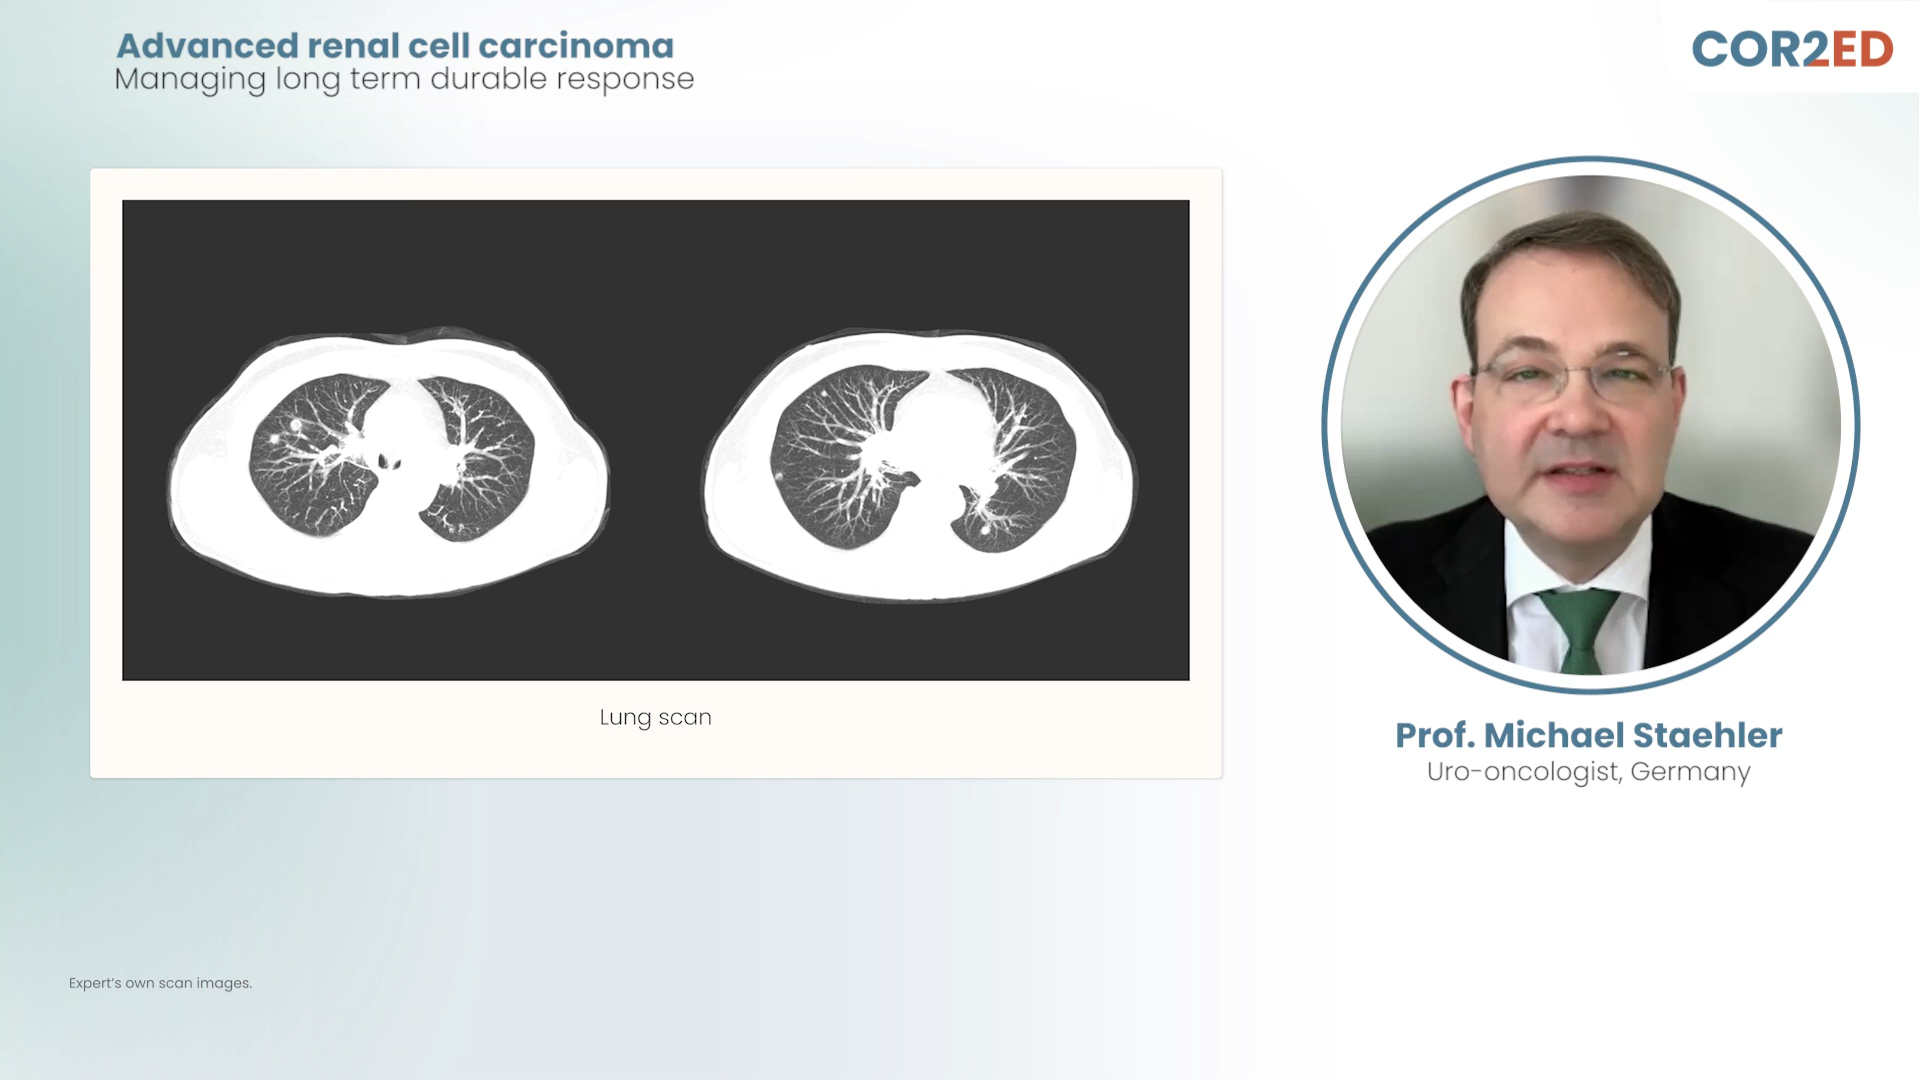 Advanced renal cell carcinoma
Managing long term durable response
COR2ED
Lung scan
Prof. Michael Staehler
Uro-oncologist, Germany
Expert's own scan images.